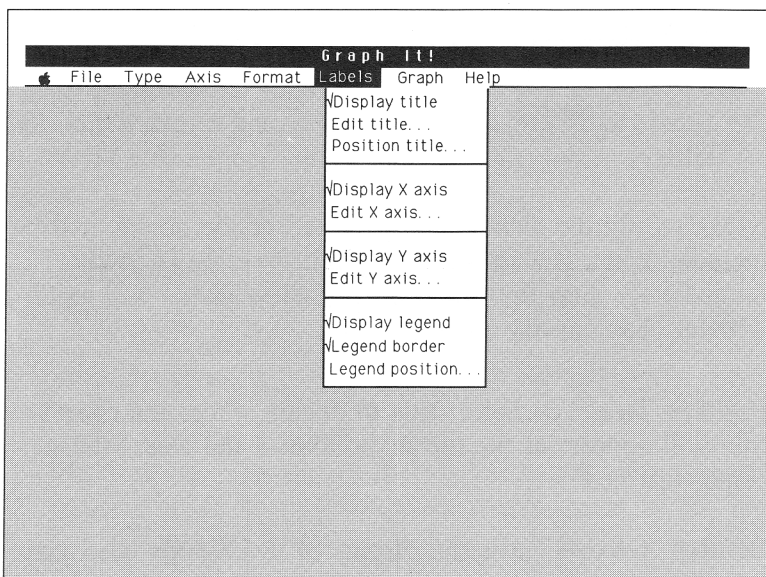 Graph It!
File Type Axis Format Labels Graph Help
√Display title
Edit title...
Position title...
√Display X axis
Edit X axis...
√Display Y axis
Edit Y axis...
√Display legend
√Legend border
Legend position...